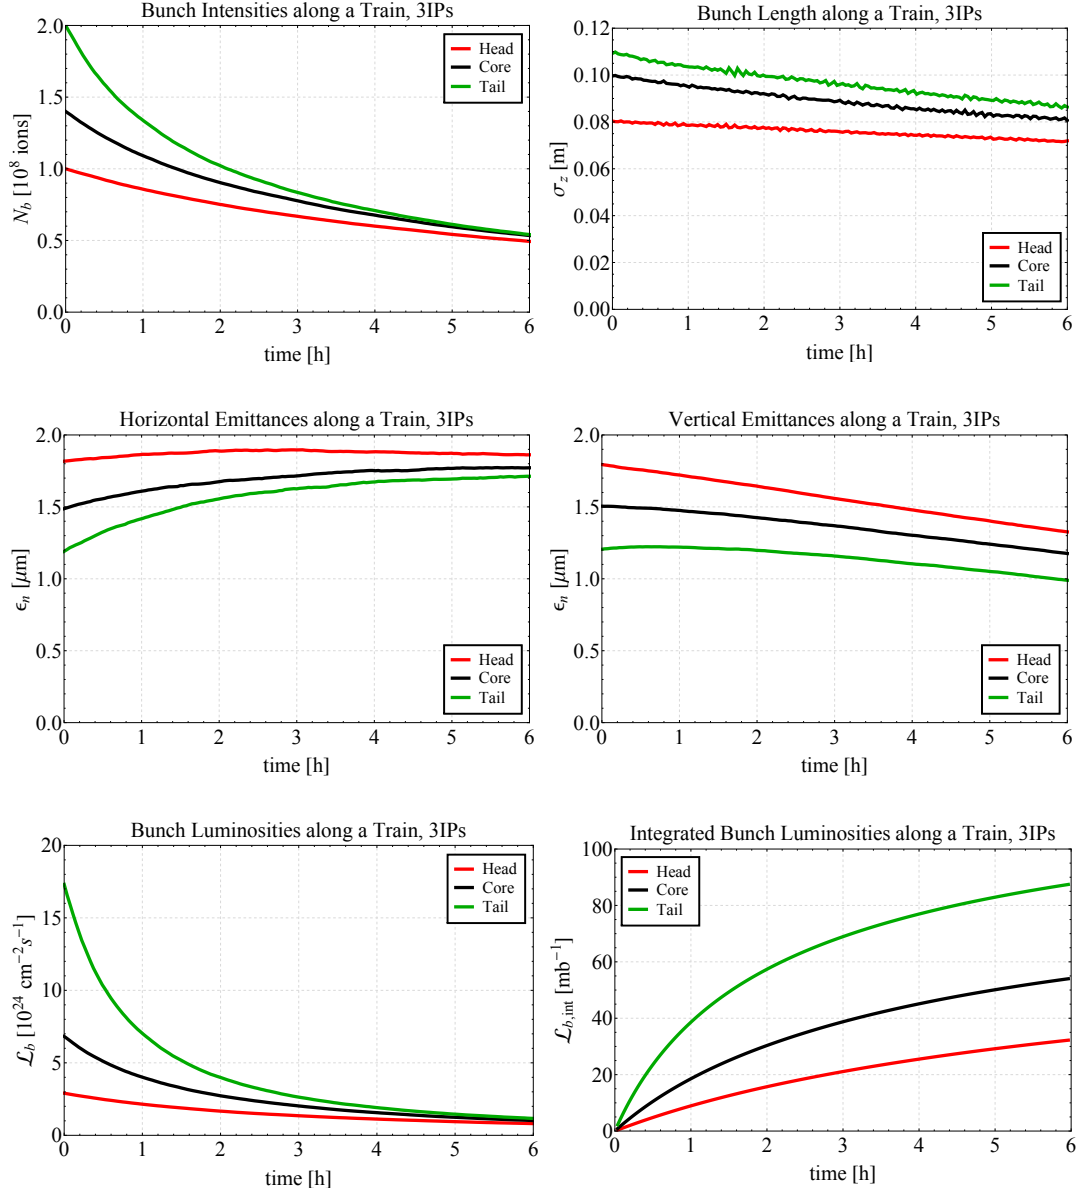 Bunch Intensities along a Train, 3IPs
2.0
1.5
1.0
0.5
0.0
N_b [10^8 ions]
Head
Core
Tail
0 1 2 3 4 5 6
time [h]
Bunch Length along a Train, 3IPs
0.12
0.10
0.08
0.06
0.04
0.02
0.00
σ_z [m]
Head
Core
Tail
0 1 2 3 4 5 6
time [h]
Horizontal Emittances along a Train, 3IPs
2.0
1.5
1.0
0.5
0.0
ϵ_n [μm]
Head
Core
Tail
0 1 2 3 4 5 6
time [h]
Vertical Emittances along a Train, 3IPs
2.0
1.5
1.0
0.5
0.0
ϵ_n [μm]
Head
Core
Tail
0 1 2 3 4 5 6
time [h]
Bunch Luminosities along a Train, 3IPs
20
15
10
5
0
ℒ_b [10^24 cm^−2 s^−1]
Head
Core
Tail
0 1 2 3 4 5 6
time [h]
Integrated Bunch Luminosities along a Train, 3IPs
100
80
60
40
20
0
ℒ_b,int [mb^−1]
Head
Core
Tail
0 1 2 3 4 5 6
time [h]